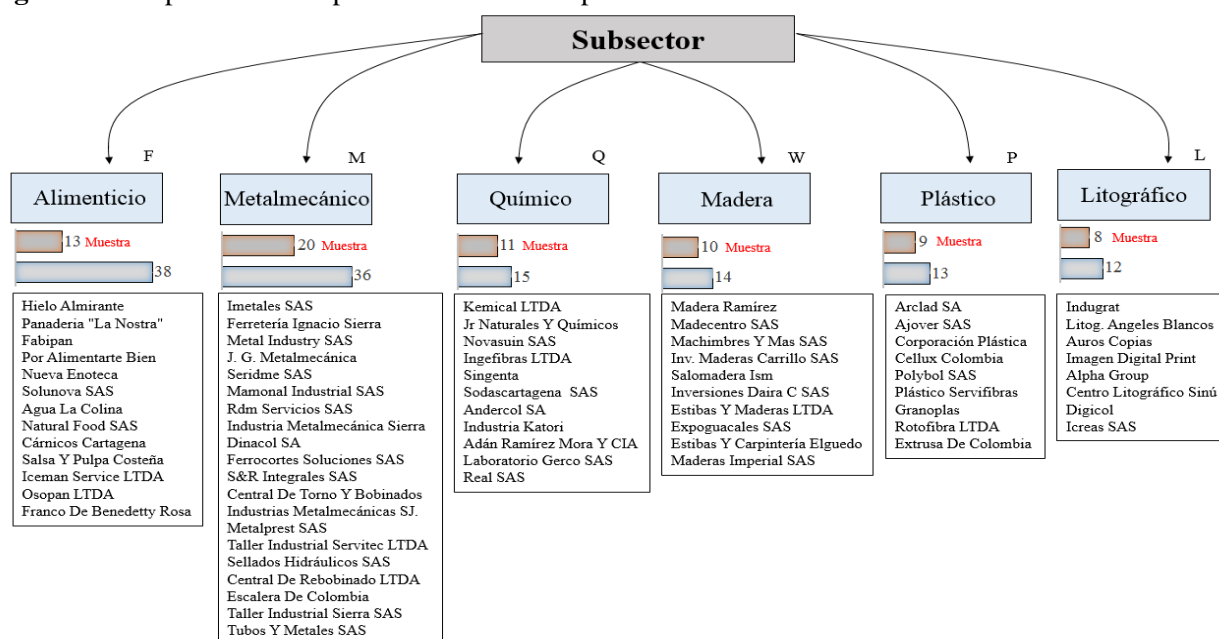 Subsector
F
Alimenticio
13 Muestra
38
Hielo Almirante
Panaderia "La Nostra"
Fabipan
Por Alimentarte Bien
Nueva Enoteca
Solunova SAS
Agua La Colina
Natural Food SAS
Cárnicos Cartagena
Salsa Y Pulpa Costeña
Iceman Service LTDA
Osopan LTDA
Franco De Benedetty Rosa
M
Metalmecánico
20 Muestra
36
Imetales SAS
Ferretería Ignacio Sierra
Metal Industry SAS
J. G. Metalmecánica
Seridme SAS
Mamonal Industrial SAS
Rdm Servicios SAS
Industria Metalmecánica Sierra
Dinacol SA
Ferrocortes Soluciones SAS
S&R Integrales SAS
Central De Torno Y Bobinados
Industrias Metalmecánicas SJ.
Metalprest SAS
Taller Industrial Servitec LTDA
Sellados Hidráulicos SAS
Central De Rebobinado LTDA
Escalera De Colombia
Taller Industrial Sierra SAS
Tubos Y Metales SAS
Q
Químico
11 Muestra
15
Kemical LTDA
Jr Naturales Y Químicos
Novasuin SAS
Ingefibras LTDA
Singenta
Sodascartagena SAS
Andercol SA
Industria Katori
Adán Ramírez Mora Y CIA
Laboratorio Gerco SAS
Real SAS
W
Madera
10 Muestra
14
Madera Ramírez
Madecentro SAS
Machimbres Y Mas SAS
Inv. Maderas Carrillo SAS
Salomadera Ism
Inversiones Daira C SAS
Estibas Y Maderas LTDA
Expoguacales SAS
Estibas Y Carpintería Elguedo
Maderas Imperial SAS
P
Plástico
9 Muestra
13
Arclad SA
Ajover SAS
Corporación Plástica
Cellux Colombia
Polybol SAS
Plástico Servifibras
Granoplas
Rotofibra LTDA
Extrusa De Colombia
L
Litográfico
8 Muestra
12
Indugrat
Litog. Angeles Blancos
Auros Copias
Imagen Digital Print
Alpha Group
Centro Litográfico Sinú
Digicol
Icreas SAS